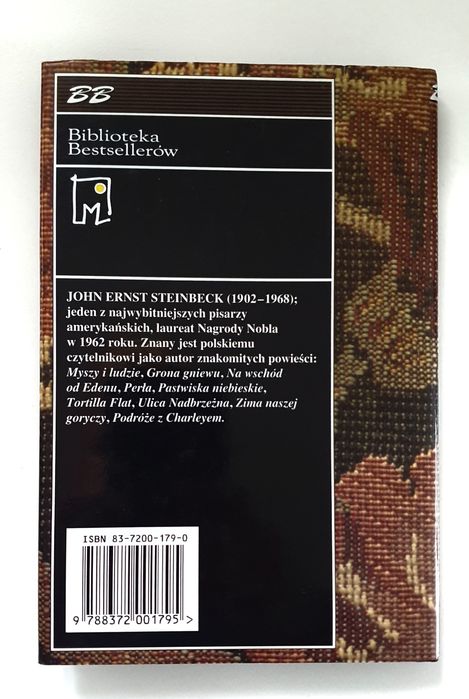 BB
Biblioteka
Bestsellerów
M
JOHN ERNST STEINBECK (1902–1968);
jeden z najwybitniejszych pisarzy
amerykańskich, laureat Nagrody Nobla
w 1962 roku. Znany jest polskiemu
czytelnikowi jako autor znakomitych powieści:
Myszy i ludzie, Grona gniewu, Na wschód
od Edenu, Perła, Pastwiska niebieskie,
Tortilla Flat, Ulica Nadbrzeżna, Zima naszej
goryczy, Podróże z Charleyem.
ISBN 83-7200-179-0
9 788372 001795 >